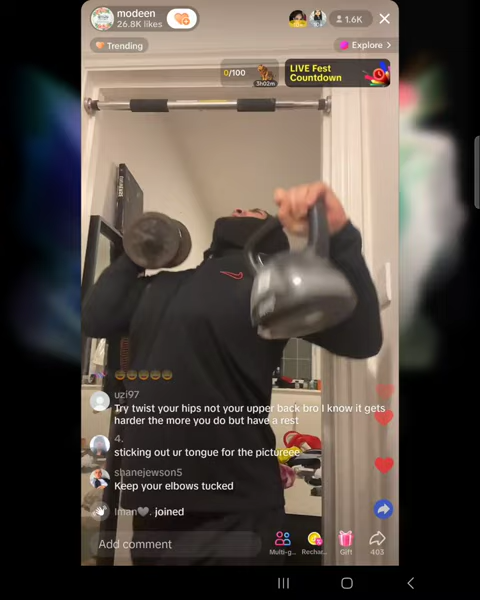 modeen
26.8K likes
1.6K
Trending
Explore >
0/100
3h02m
LIVE Fest
Countdown
uzi97
Try twist your hips not your upper back bro I know it gets
harder the more you do but have a rest
4.
sticking out ur tongue for the pictureee
shanejewson5
Keep your elbows tucked
Iman🩶. joined
Add comment
Multi-g...
Rechar...
Gift
403